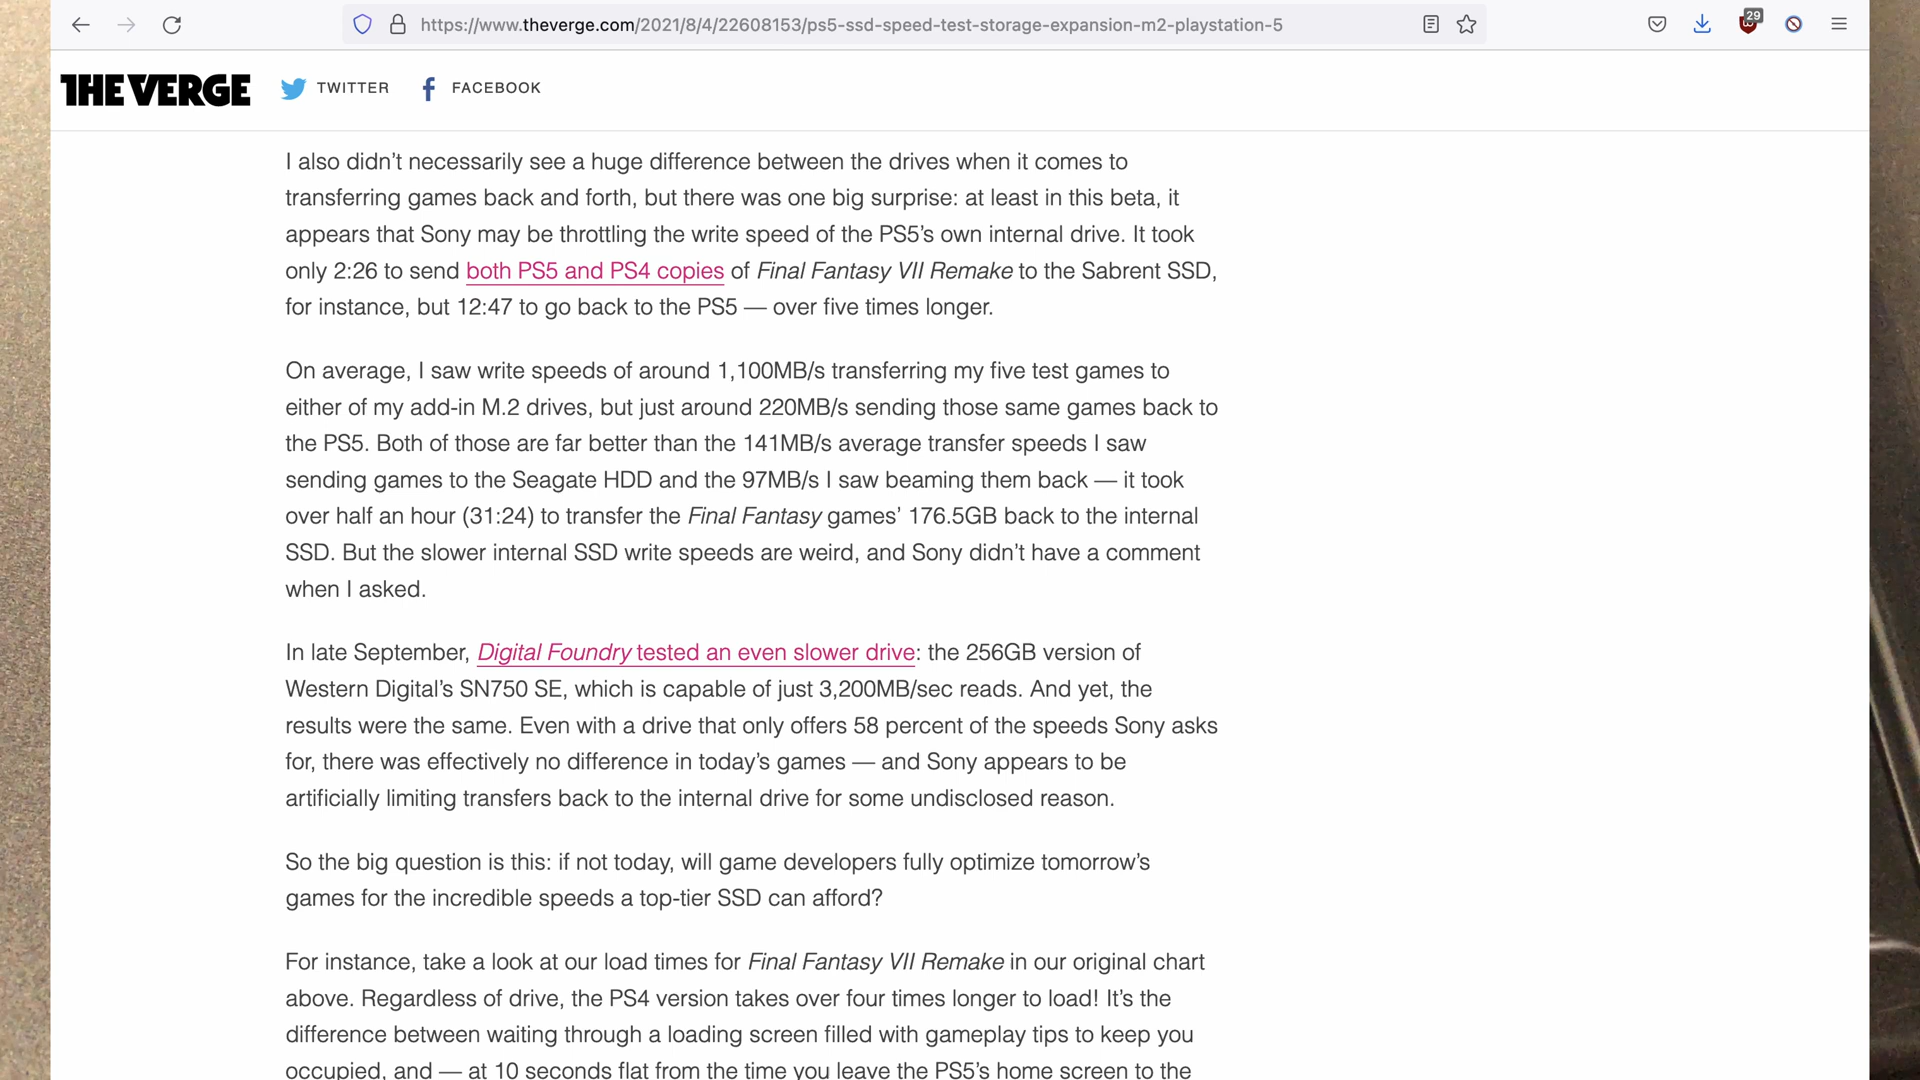 https://www.theverge.com/2021/8/4/22608153/ps5-ssd-speed-test-storage-expansion-m2-playstation-5
29
THE VERGE
TWITTER
FACEBOOK
I also didn’t necessarily see a huge difference between the drives when it comes to
transferring games back and forth, but there was one big surprise: at least in this beta, it
appears that Sony may be throttling the write speed of the PS5’s own internal drive. It took
only 2:26 to send both PS5 and PS4 copies of Final Fantasy VII Remake to the Sabrent SSD,
for instance, but 12:47 to go back to the PS5 — over five times longer.
On average, I saw write speeds of around 1,100MB/s transferring my five test games to
either of my add-in M.2 drives, but just around 220MB/s sending those same games back to
the PS5. Both of those are far better than the 141MB/s average transfer speeds I saw
sending games to the Seagate HDD and the 97MB/s I saw beaming them back — it took
over half an hour (31:24) to transfer the Final Fantasy games’ 176.5GB back to the internal
SSD. But the slower internal SSD write speeds are weird, and Sony didn’t have a comment
when I asked.
In late September, Digital Foundry tested an even slower drive: the 256GB version of
Western Digital’s SN750 SE, which is capable of just 3,200MB/sec reads. And yet, the
results were the same. Even with a drive that only offers 58 percent of the speeds Sony asks
for, there was effectively no difference in today’s games — and Sony appears to be
artificially limiting transfers back to the internal drive for some undisclosed reason.
So the big question is this: if not today, will game developers fully optimize tomorrow’s
games for the incredible speeds a top-tier SSD can afford?
For instance, take a look at our load times for Final Fantasy VII Remake in our original chart
above. Regardless of drive, the PS4 version takes over four times longer to load! It’s the
difference between waiting through a loading screen filled with gameplay tips to keep you
occupied, and — at 10 seconds flat from the time you leave the PS5’s home screen to the